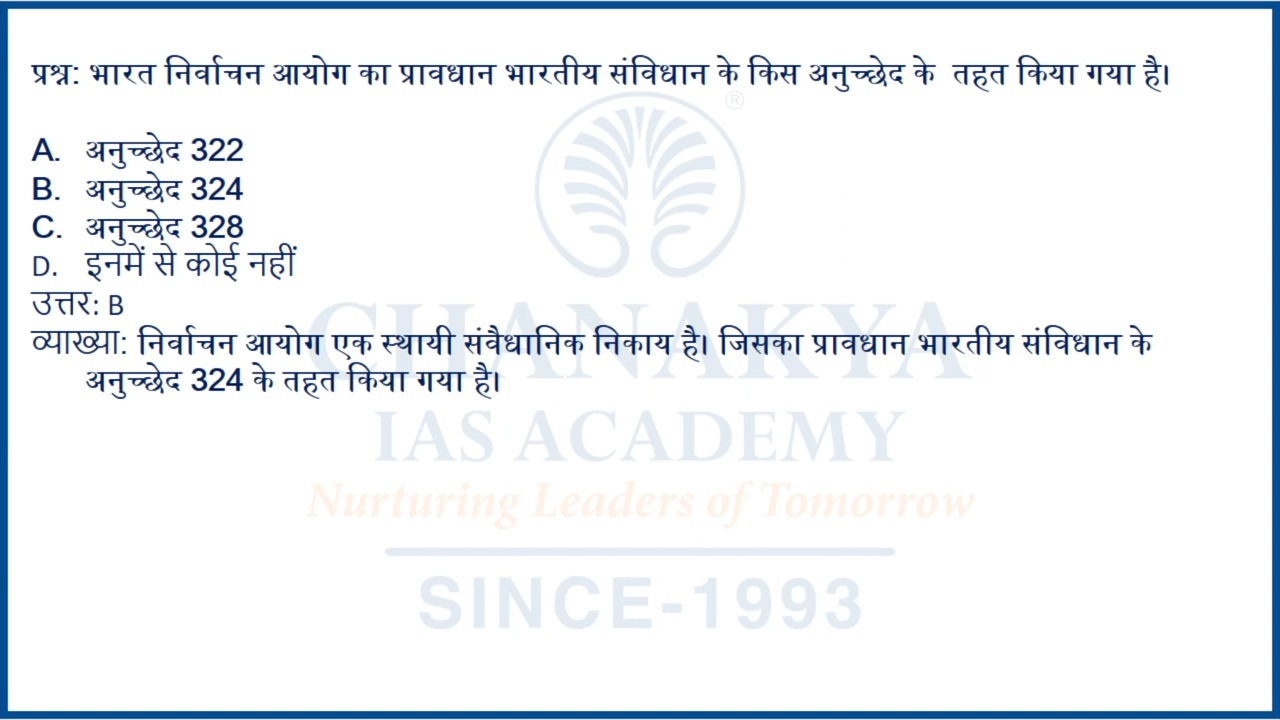 प्रश्न: भारत निर्वाचन आयोग का प्रावधान भारतीय संविधान के किस अनुच्छेद के तहत किया गया है।
A. अनुच्छेद 322
B. अनुच्छेद 324
C. अनुच्छेद 328
D. इनमें से कोई नहीं
उत्तर: B
व्याख्या: निर्वाचन आयोग एक स्थायी संवैधानिक निकाय है। जिसका प्रावधान भारतीय संविधान के
अनुच्छेद 324 के तहत किया गया है।
®
CHANAKYA
IAS ACADEMY
Nurturing Leaders of Tomorrow
SINCE-1993